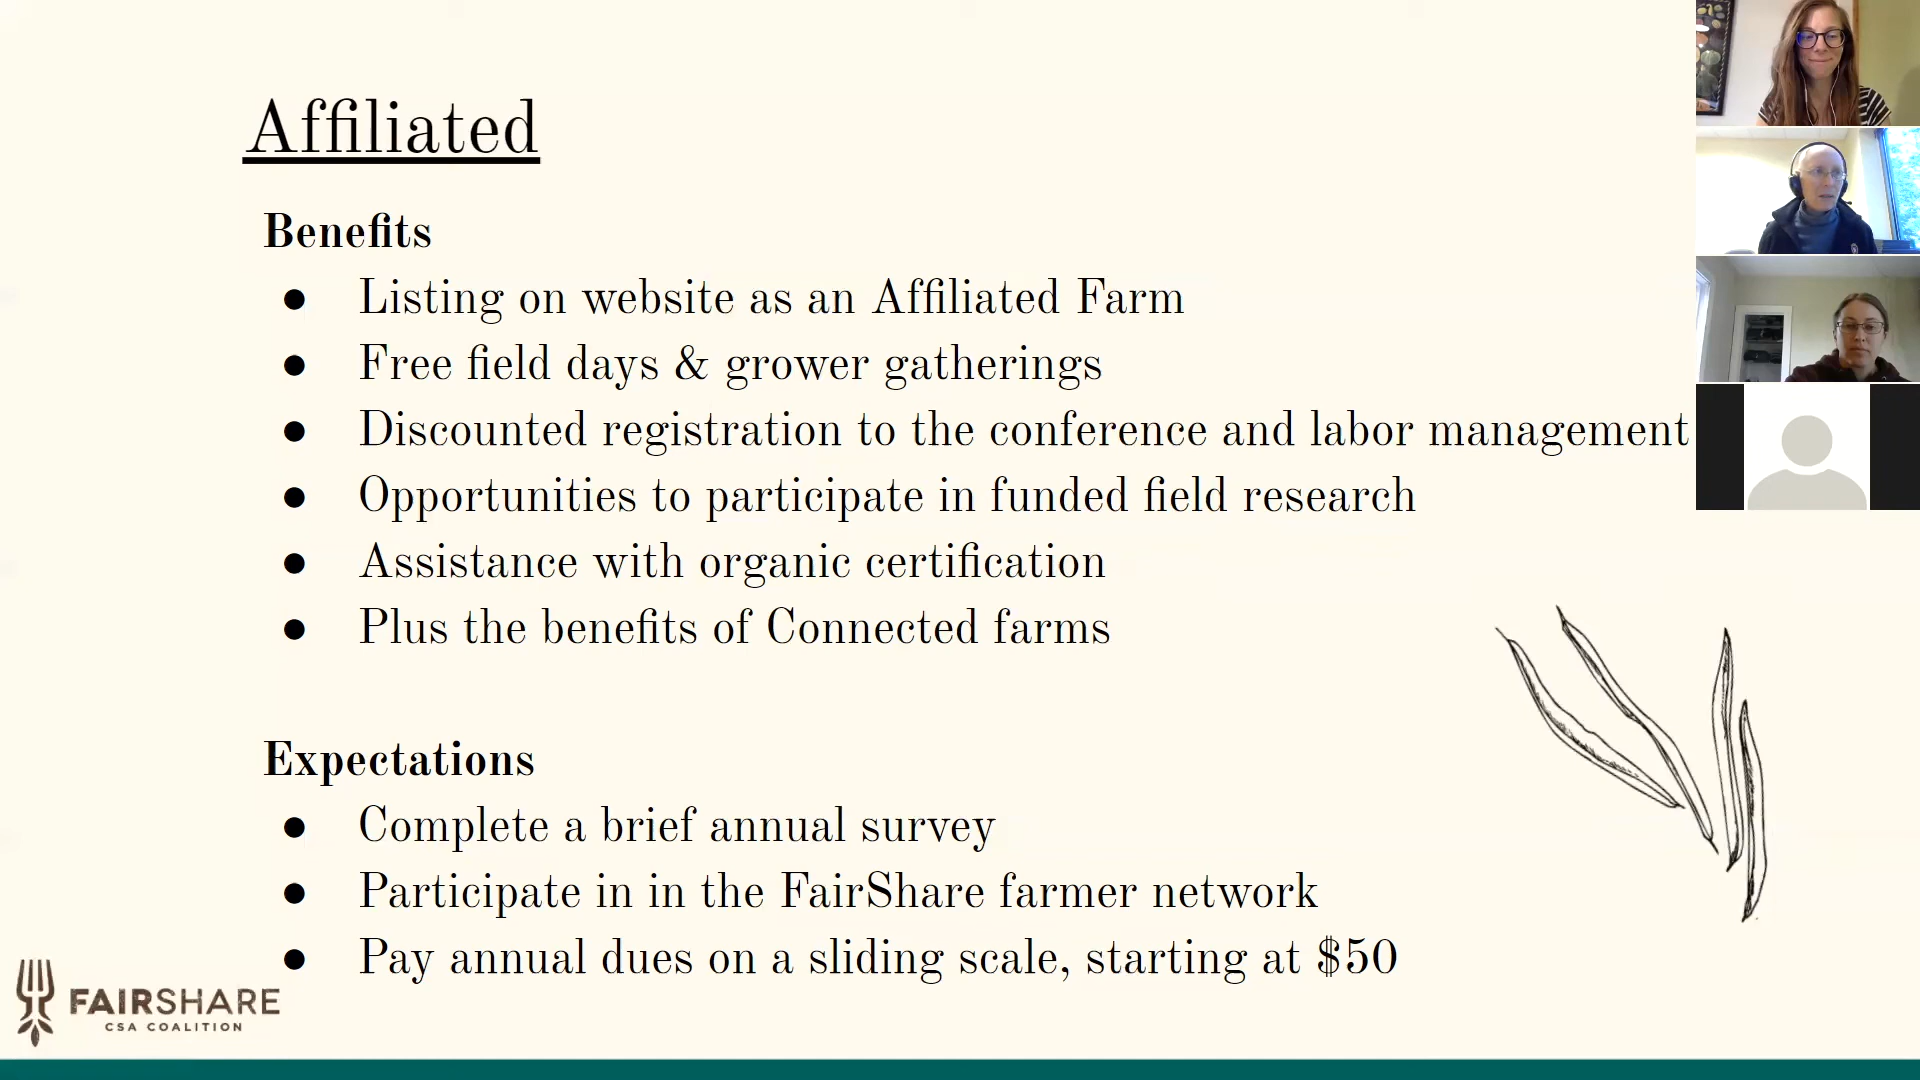 Affiliated
Benefits
● Listing on website as an Affiliated Farm
● Free field days & grower gatherings
● Discounted registration to the conference and labor management
● Opportunities to participate in funded field research
● Assistance with organic certification
● Plus the benefits of Connected farms
Expectations
● Complete a brief annual survey
● Participate in in the FairShare farmer network
● Pay annual dues on a sliding scale, starting at $50
FAIRSHARE
CSA COALITION